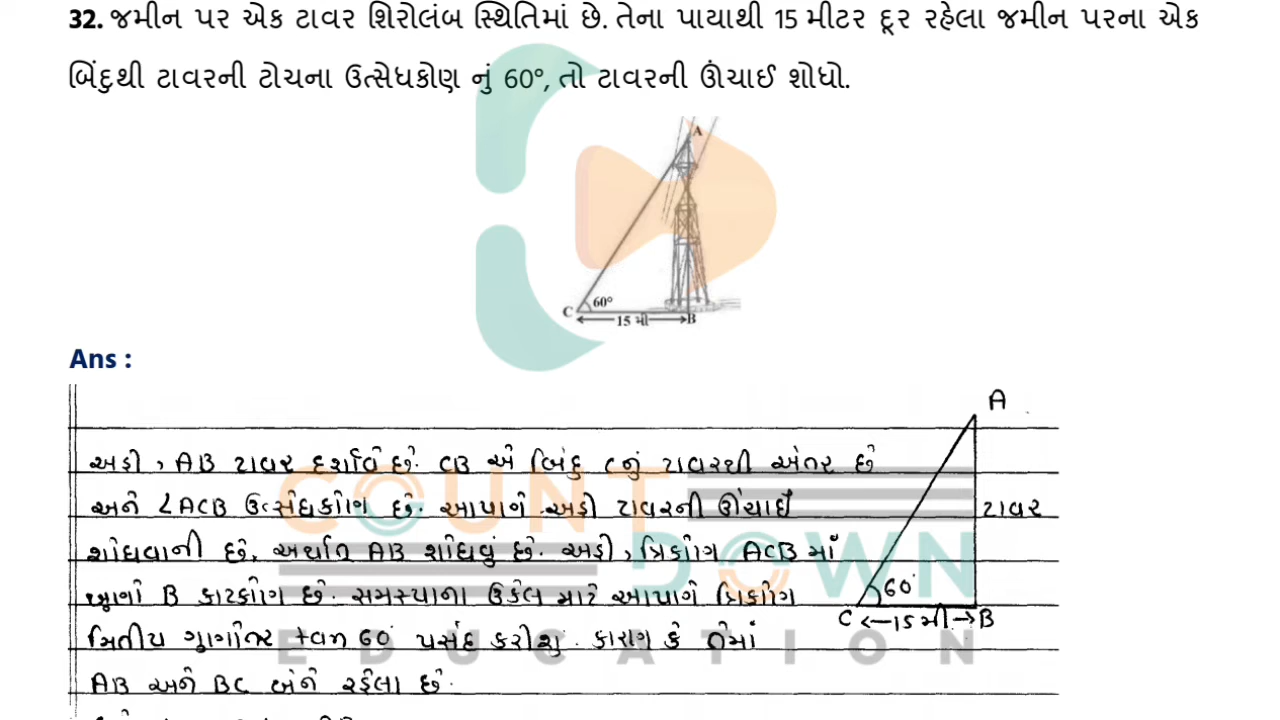 32. જમીન પર એક ટાવર શિરોલંબ સ્થિતિમાં છે. તેના પાયાથી 15 મીટર દૂર રહેલા જમીન પરના એક
બિંદુથી ટાવરની ટોચના ઉત્સેધકોણ નું 60°, તો ટાવરની ઊંચાઈ શોધો.
A
60°
C
15 મી
B
Ans :
A
અહી, AB ટાવર દર્શાવે છે. CB એ બિંદુ Cનું ટાવરથી અંતર છે
અને ∠ACB ઉત્સેધકોણ છે. આપણે અહી ટાવરની ઊંચાઈ
ટાવર
શોધવાની છે, અર્થાત AB શોધવું છે. અહી, ત્રિકોણ ACB માં
ખૂણો B કાટકોણ છે. સમસ્યાના ઉકેલ માટે આપણે ત્રિકોણ
60°
C 15 મી B
મિતીય ગુણોત્તર tan 60° પસંદ કરીશું. કારણ કે તેમાં
AB અને BC બંને રહેલા છે.
COUNT
DOWN
EDUCATION